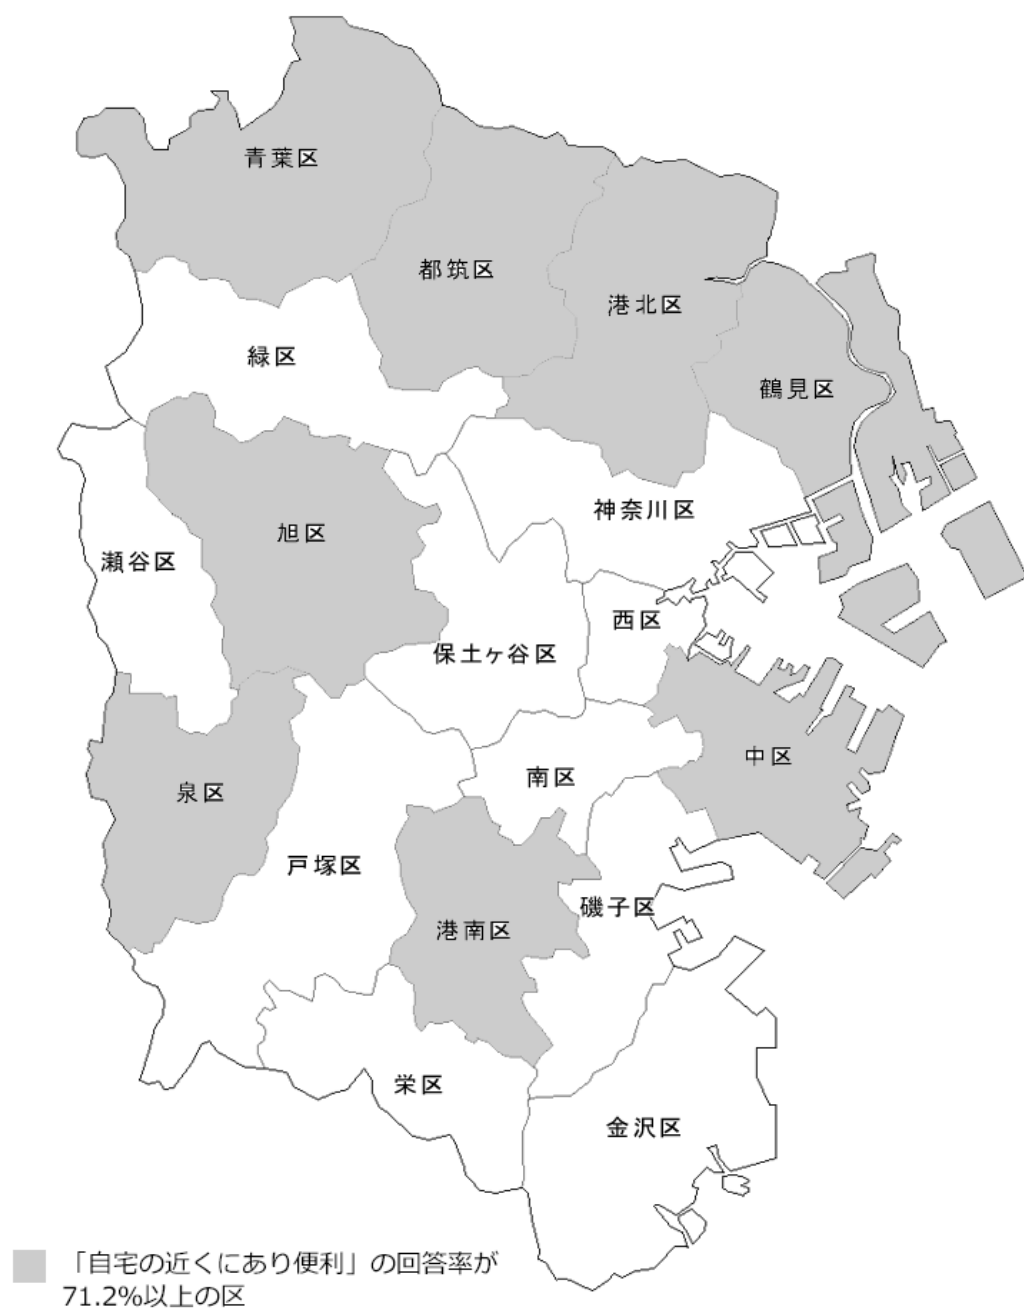 青葉区
都筑区
港北区
緑区
鶴見区
神奈川区
旭区
瀬谷区
西区
保土ヶ谷区
中区
南区
泉区
戸塚区
磯子区
港南区
栄区
金沢区
「自宅の近くにあり便利」の回答率が
71.2%以上の区